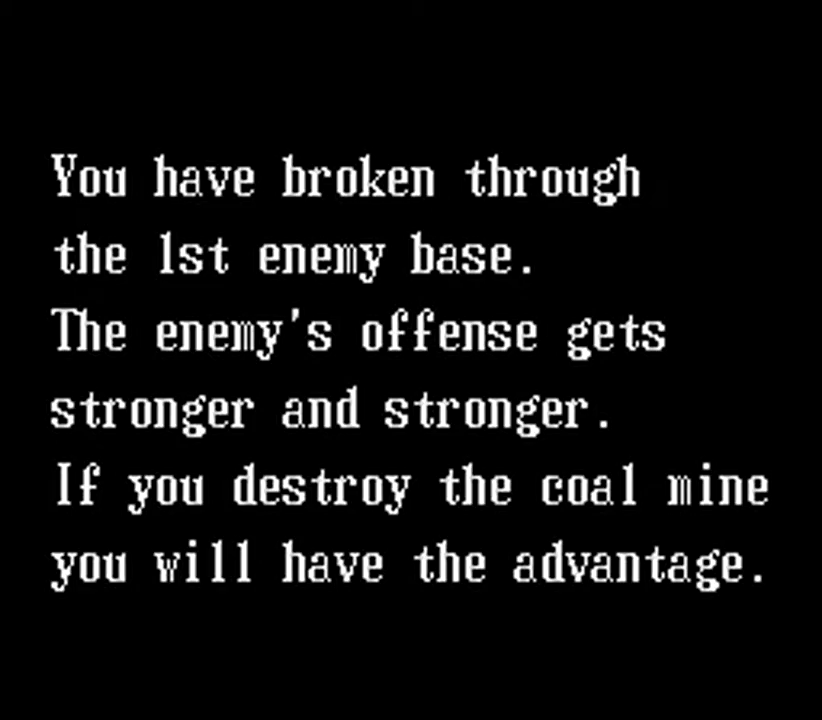 You have broken through
the 1st enemy base.
The enemy's offense gets
stronger and stronger.
If you destroy the coal mine
you will have the advantage.